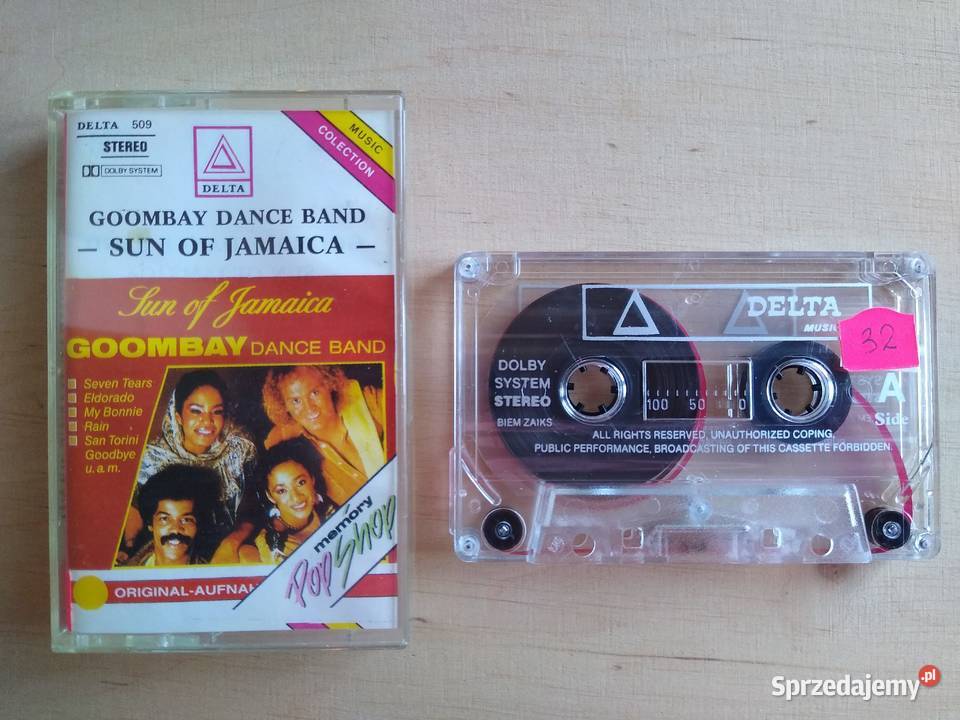 DELTA 509
STEREO
DOLBY SYSTEM
DELTA
MUSIC
COLECTION
GOOMBAY DANCE BAND
— SUN OF JAMAICA —
Sun of Jamaica
GOOMBAY DANCE BAND
Seven Tears
Eldorado
My Bonnie
Rain
San Torini
Goodbye
u.a.m.
memory
Pop Shop
ORIGINAL-AUFNAH
DELTA
MUSIC
32
DOLBY
SYSTEM
STEREO
BIEM ZAIKS
100 50 0
A
Side
ALL RIGHTS RESERVED, UNAUTHORIZED COPING,
PUBLIC PERFORMANCE, BROADCASTING OF THIS CASSETTE FORBIDDEN.
Sprzedajemy.pl